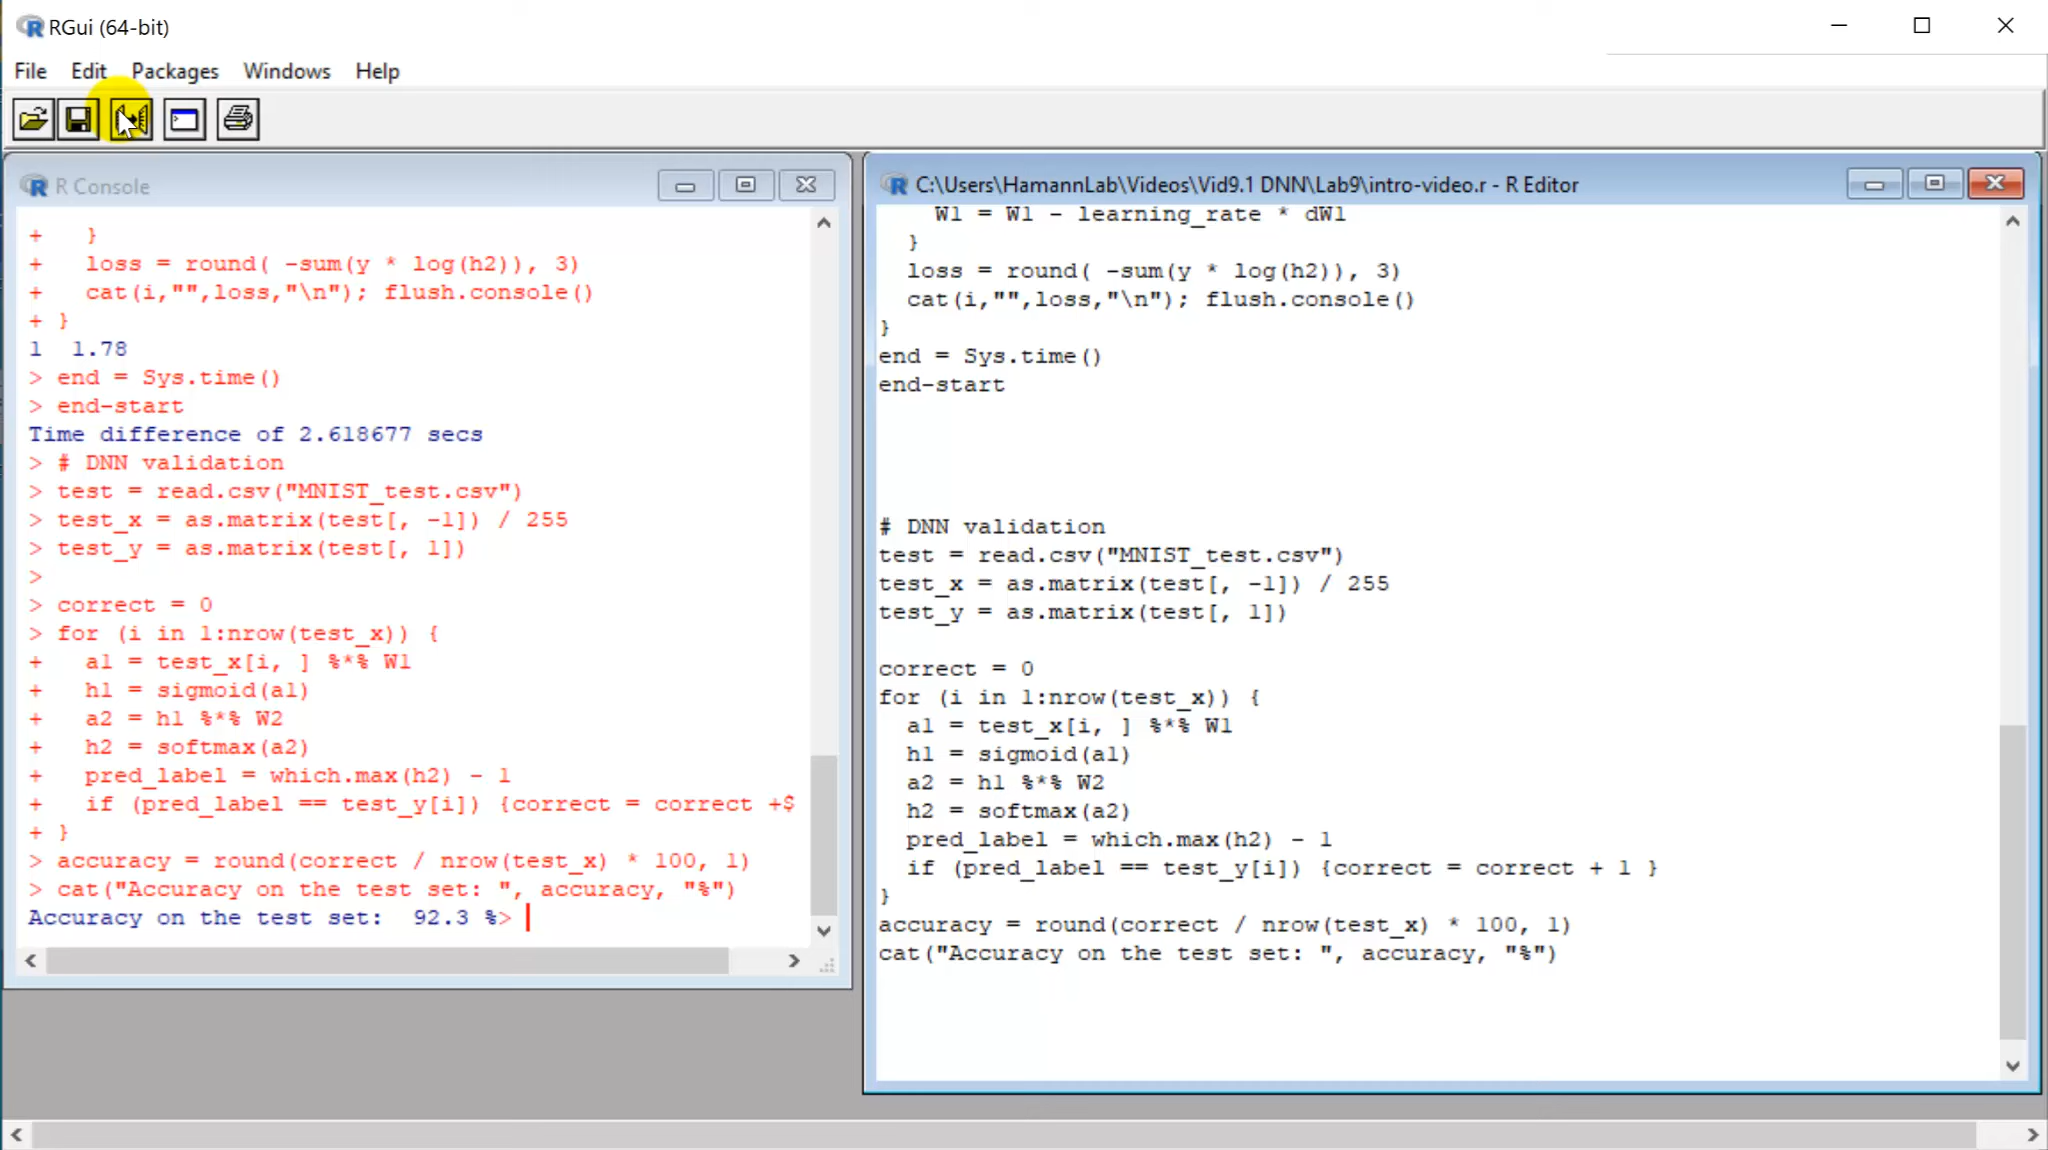 RGui (64-bit)
File Edit Packages Windows Help
R Console
+   }
+   loss = round( -sum(y * log(h2)), 3)
+   cat(i,"",loss,"\n"); flush.console()
+ }
1  1.78
> end = Sys.time()
> end-start
Time difference of 2.618677 secs
> # DNN validation
> test = read.csv("MNIST_test.csv")
> test_x = as.matrix(test[, -1]) / 255
> test_y = as.matrix(test[, 1])
>
> correct = 0
> for (i in 1:nrow(test_x)) {
+   a1 = test_x[i, ] %*% W1
+   h1 = sigmoid(a1)
+   a2 = h1 %*% W2
+   h2 = softmax(a2)
+   pred_label = which.max(h2) - 1
+   if (pred_label == test_y[i]) {correct = correct +$
+ }
> accuracy = round(correct / nrow(test_x) * 100, 1)
> cat("Accuracy on the test set: ", accuracy, "%")
Accuracy on the test set:  92.3 %>
C:\Users\HamannLab\Videos\Vid9.1 DNN\Lab9\intro-video.r - R Editor
    W1 = W1 - learning_rate * dW1
  }
  loss = round( -sum(y * log(h2)), 3)
  cat(i,"",loss,"\n"); flush.console()
}
end = Sys.time()
end-start
# DNN validation
test = read.csv("MNIST_test.csv")
test_x = as.matrix(test[, -1]) / 255
test_y = as.matrix(test[, 1])
correct = 0
for (i in 1:nrow(test_x)) {
  a1 = test_x[i, ] %*% W1
  h1 = sigmoid(a1)
  a2 = h1 %*% W2
  h2 = softmax(a2)
  pred_label = which.max(h2) - 1
  if (pred_label == test_y[i]) {correct = correct + 1 }
}
accuracy = round(correct / nrow(test_x) * 100, 1)
cat("Accuracy on the test set: ", accuracy, "%")